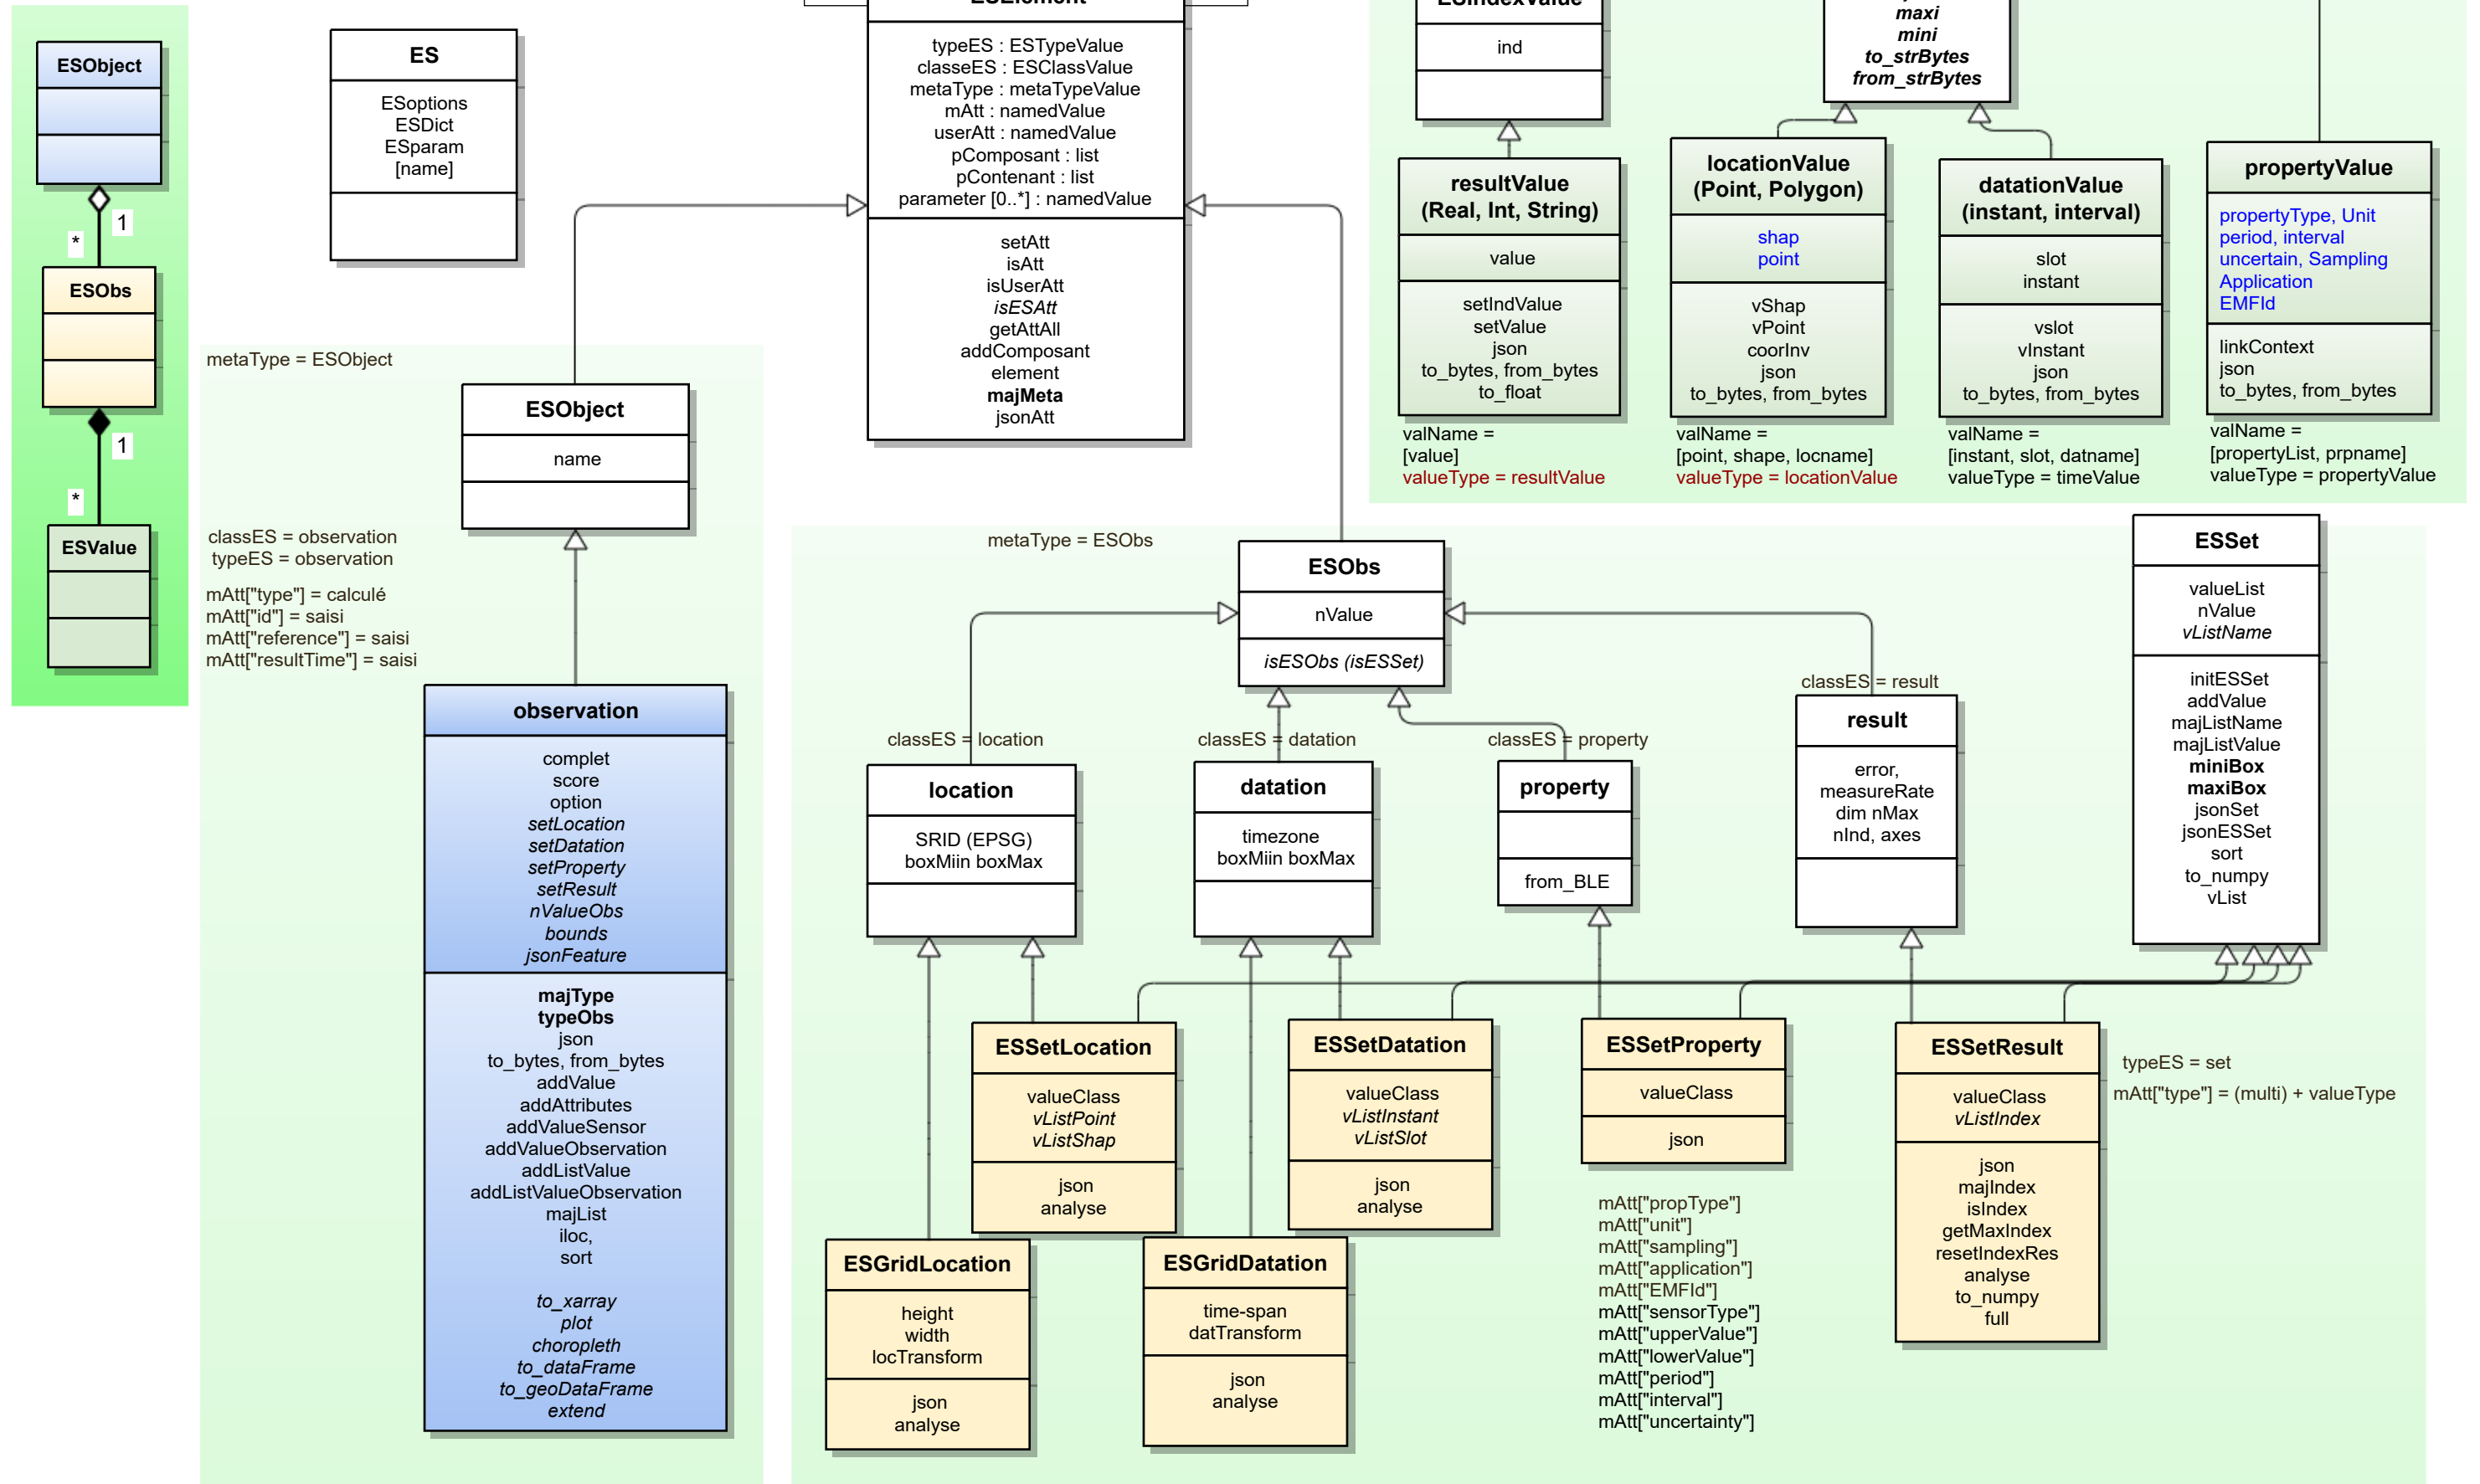 ESObject
1
*
ESObs
1
*
ESValue
ES
ESoptions
ESDict
ESparam
[name]
ESElement
typeES : ESTypeValue
classeES : ESClassValue
metaType : metaTypeValue
mAtt : namedValue
userAtt : namedValue
pComposant : list
pContenant : list
parameter [0..*] : namedValue
setAtt
isAtt
isUserAtt
isESAtt
getAttAll
addComposant
element
majMeta
jsonAtt
ESIndexValue
ind
maxi
mini
to_strBytes
from_strBytes
resultValue
(Real, Int, String)
value
setIndValue
setValue
json
to_bytes, from_bytes
to_float
valName =
[value]
valueType = resultValue
locationValue
(Point, Polygon)
shap
point
vShap
vPoint
coorInv
json
to_bytes, from_bytes
valName =
[point, shape, locname]
valueType = locationValue
datationValue
(instant, interval)
slot
instant
vslot
vInstant
json
to_bytes, from_bytes
valName =
[instant, slot, datname]
valueType = timeValue
propertyValue
propertyType, Unit
period, interval
uncertain, Sampling
Application
EMFId
linkContext
json
to_bytes, from_bytes
valName =
[propertyList, prpname]
valueType = propertyValue
metaType = ESObject
ESObject
name
classES = observation
typeES = observation
mAtt["type"] = calculé
mAtt["id"] = saisi
mAtt["reference"] = saisi
mAtt["resultTime"] = saisi
observation
complet
score
option
setLocation
setDatation
setProperty
setResult
nValueObs
bounds
jsonFeature
majType
typeObs
json
to_bytes, from_bytes
addValue
addAttributes
addValueSensor
addValueObservation
addListValue
addListValueObservation
majList
iloc,
sort
to_xarray
plot
choropleth
to_dataFrame
to_geoDataFrame
extend
metaType = ESObs
ESObs
nValue
isESObs (isESSet)
classES = location
location
SRID (EPSG)
boxMiin boxMax
classES = datation
datation
timezone
boxMiin boxMax
classES = property
property
from_BLE
classES = result
result
error,
measureRate
dim nMax
nInd, axes
ESSet
valueList
nValue
vListName
initESSet
addValue
majListName
majListValue
miniBox
maxiBox
jsonSet
jsonESSet
sort
to_numpy
vList
ESSetLocation
valueClass
vListPoint
vListShap
json
analyse
ESSetDatation
valueClass
vListInstant
vListSlot
json
analyse
ESSetProperty
valueClass
json
ESSetResult
valueClass
vListIndex
json
majIndex
isIndex
getMaxIndex
resetIndexRes
analyse
to_numpy
full
typeES = set
mAtt["type"] = (multi) + valueType
ESGridLocation
height
width
locTransform
json
analyse
ESGridDatation
time-span
datTransform
json
analyse
mAtt["propType"]
mAtt["unit"]
mAtt["sampling"]
mAtt["application"]
mAtt["EMFId"]
mAtt["sensorType"]
mAtt["upperValue"]
mAtt["lowerValue"]
mAtt["period"]
mAtt["interval"]
mAtt["uncertainty"]